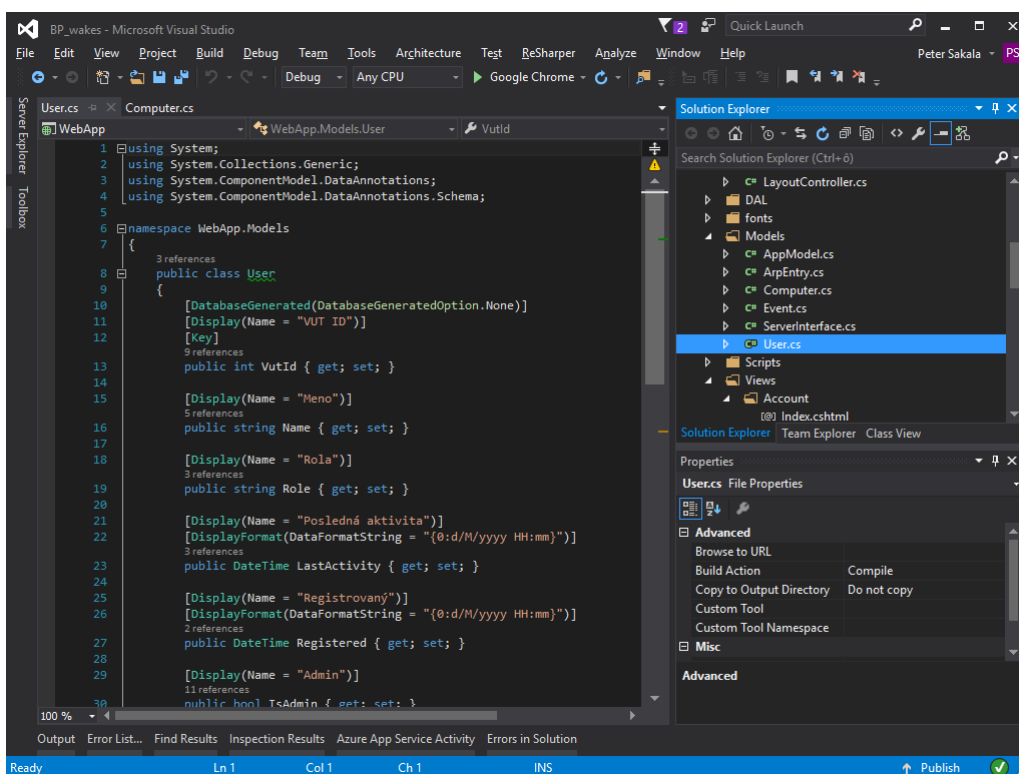 BP_wakes - Microsoft Visual Studio
2
Quick Launch
File Edit View Project Build Debug Team Tools Architecture Test ReSharper Analyze Window Help
Peter Sakala
PS
Debug Any CPU Google Chrome
Server Explorer
Toolbox
User.cs Computer.cs
WebApp WebApp.Models.User VutId
1 using System;
2 using System.Collections.Generic;
3 using System.ComponentModel.DataAnnotations;
4 using System.ComponentModel.DataAnnotations.Schema;
5
6 namespace WebApp.Models
7 {
3 references
8 public class User
9 {
10 [DatabaseGenerated(DatabaseGeneratedOption.None)]
11 [Display(Name = "VUT ID")]
12 [Key]
9 references
13 public int VutId { get; set; }
14
15 [Display(Name = "Meno")]
5 references
16 public string Name { get; set; }
17
18 [Display(Name = "Rola")]
3 references
19 public string Role { get; set; }
20
21 [Display(Name = "Posledná aktivita")]
22 [DisplayFormat(DataFormatString = "{0:d/M/yyyy HH:mm}")]
3 references
23 public DateTime LastActivity { get; set; }
24
25 [Display(Name = "Registrovaný")]
26 [DisplayFormat(DataFormatString = "{0:d/M/yyyy HH:mm}")]
2 references
27 public DateTime Registered { get; set; }
28
29 [Display(Name = "Admin")]
11 references
30 public bool IsAdmin { get; set; }
100 %
Solution Explorer
Search Solution Explorer (Ctrl+ô)
C# LayoutController.cs
DAL
fonts
Models
C# AppModel.cs
C# ArpEntry.cs
C# Computer.cs
C# Event.cs
C# ServerInterface.cs
C# User.cs
Scripts
Views
Account
[@] Index.cshtml
Solution Explorer Team Explorer Class View
Properties
User.cs File Properties
Advanced
Browse to URL
Build Action Compile
Copy to Output Directory Do not copy
Custom Tool
Custom Tool Namespace
Misc
Advanced
Output Error List... Find Results Inspection Results Azure App Service Activity Errors in Solution
Ready Ln 1 Col 1 Ch 1 INS Publish